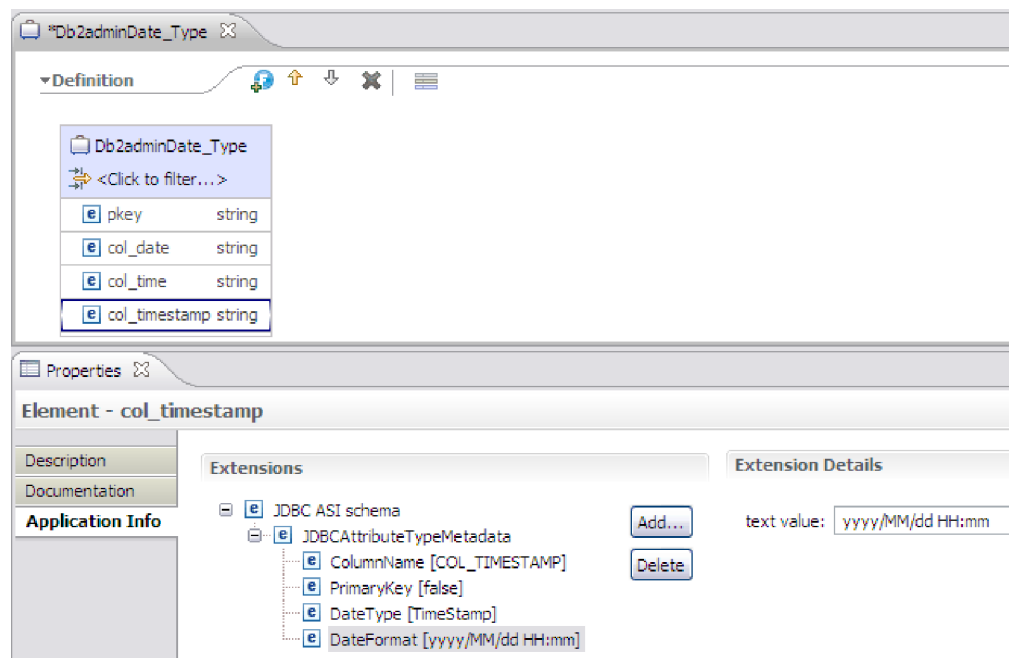 *Db2adminDate_Type
Definition
Db2adminDate_Type
<Click to filter...>
e pkey string
e col_date string
e col_time string
e col_timestamp string
Properties
Element - col_timestamp
Description
Documentation
Application Info
Extensions
e JDBC ASI schema
e JDBCAttributeTypeMetadata
e ColumnName [COL_TIMESTAMP]
e PrimaryKey [false]
e DateType [TimeStamp]
e DateFormat [yyyy/MM/dd HH:mm]
Add...
Delete
Extension Details
text value: yyyy/MM/dd HH:mm